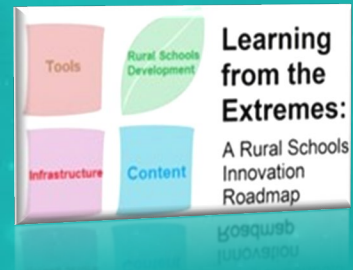 Tools
Rural Schools
Development
Infrastructure
Content
Learning
from the
Extremes:
A Rural Schools
Innovation
Roadmap